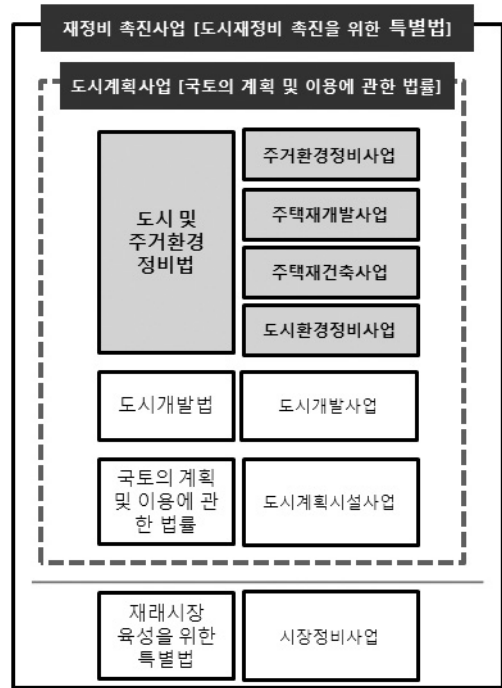 재정비 촉진사업 [도시재정비 촉진을 위한 특별법]
도시계획사업 [국토의 계획 및 이용에 관한 법률]
도시 및
주거환경
정비법
주거환경정비사업
주택재개발사업
주택재건축사업
도시환경정비사업
도시개발법
도시개발사업
국토의 계획
및 이용에 관
한 법률
도시계획시설사업
재래시장
육성을 위한
특별법
시장정비사업